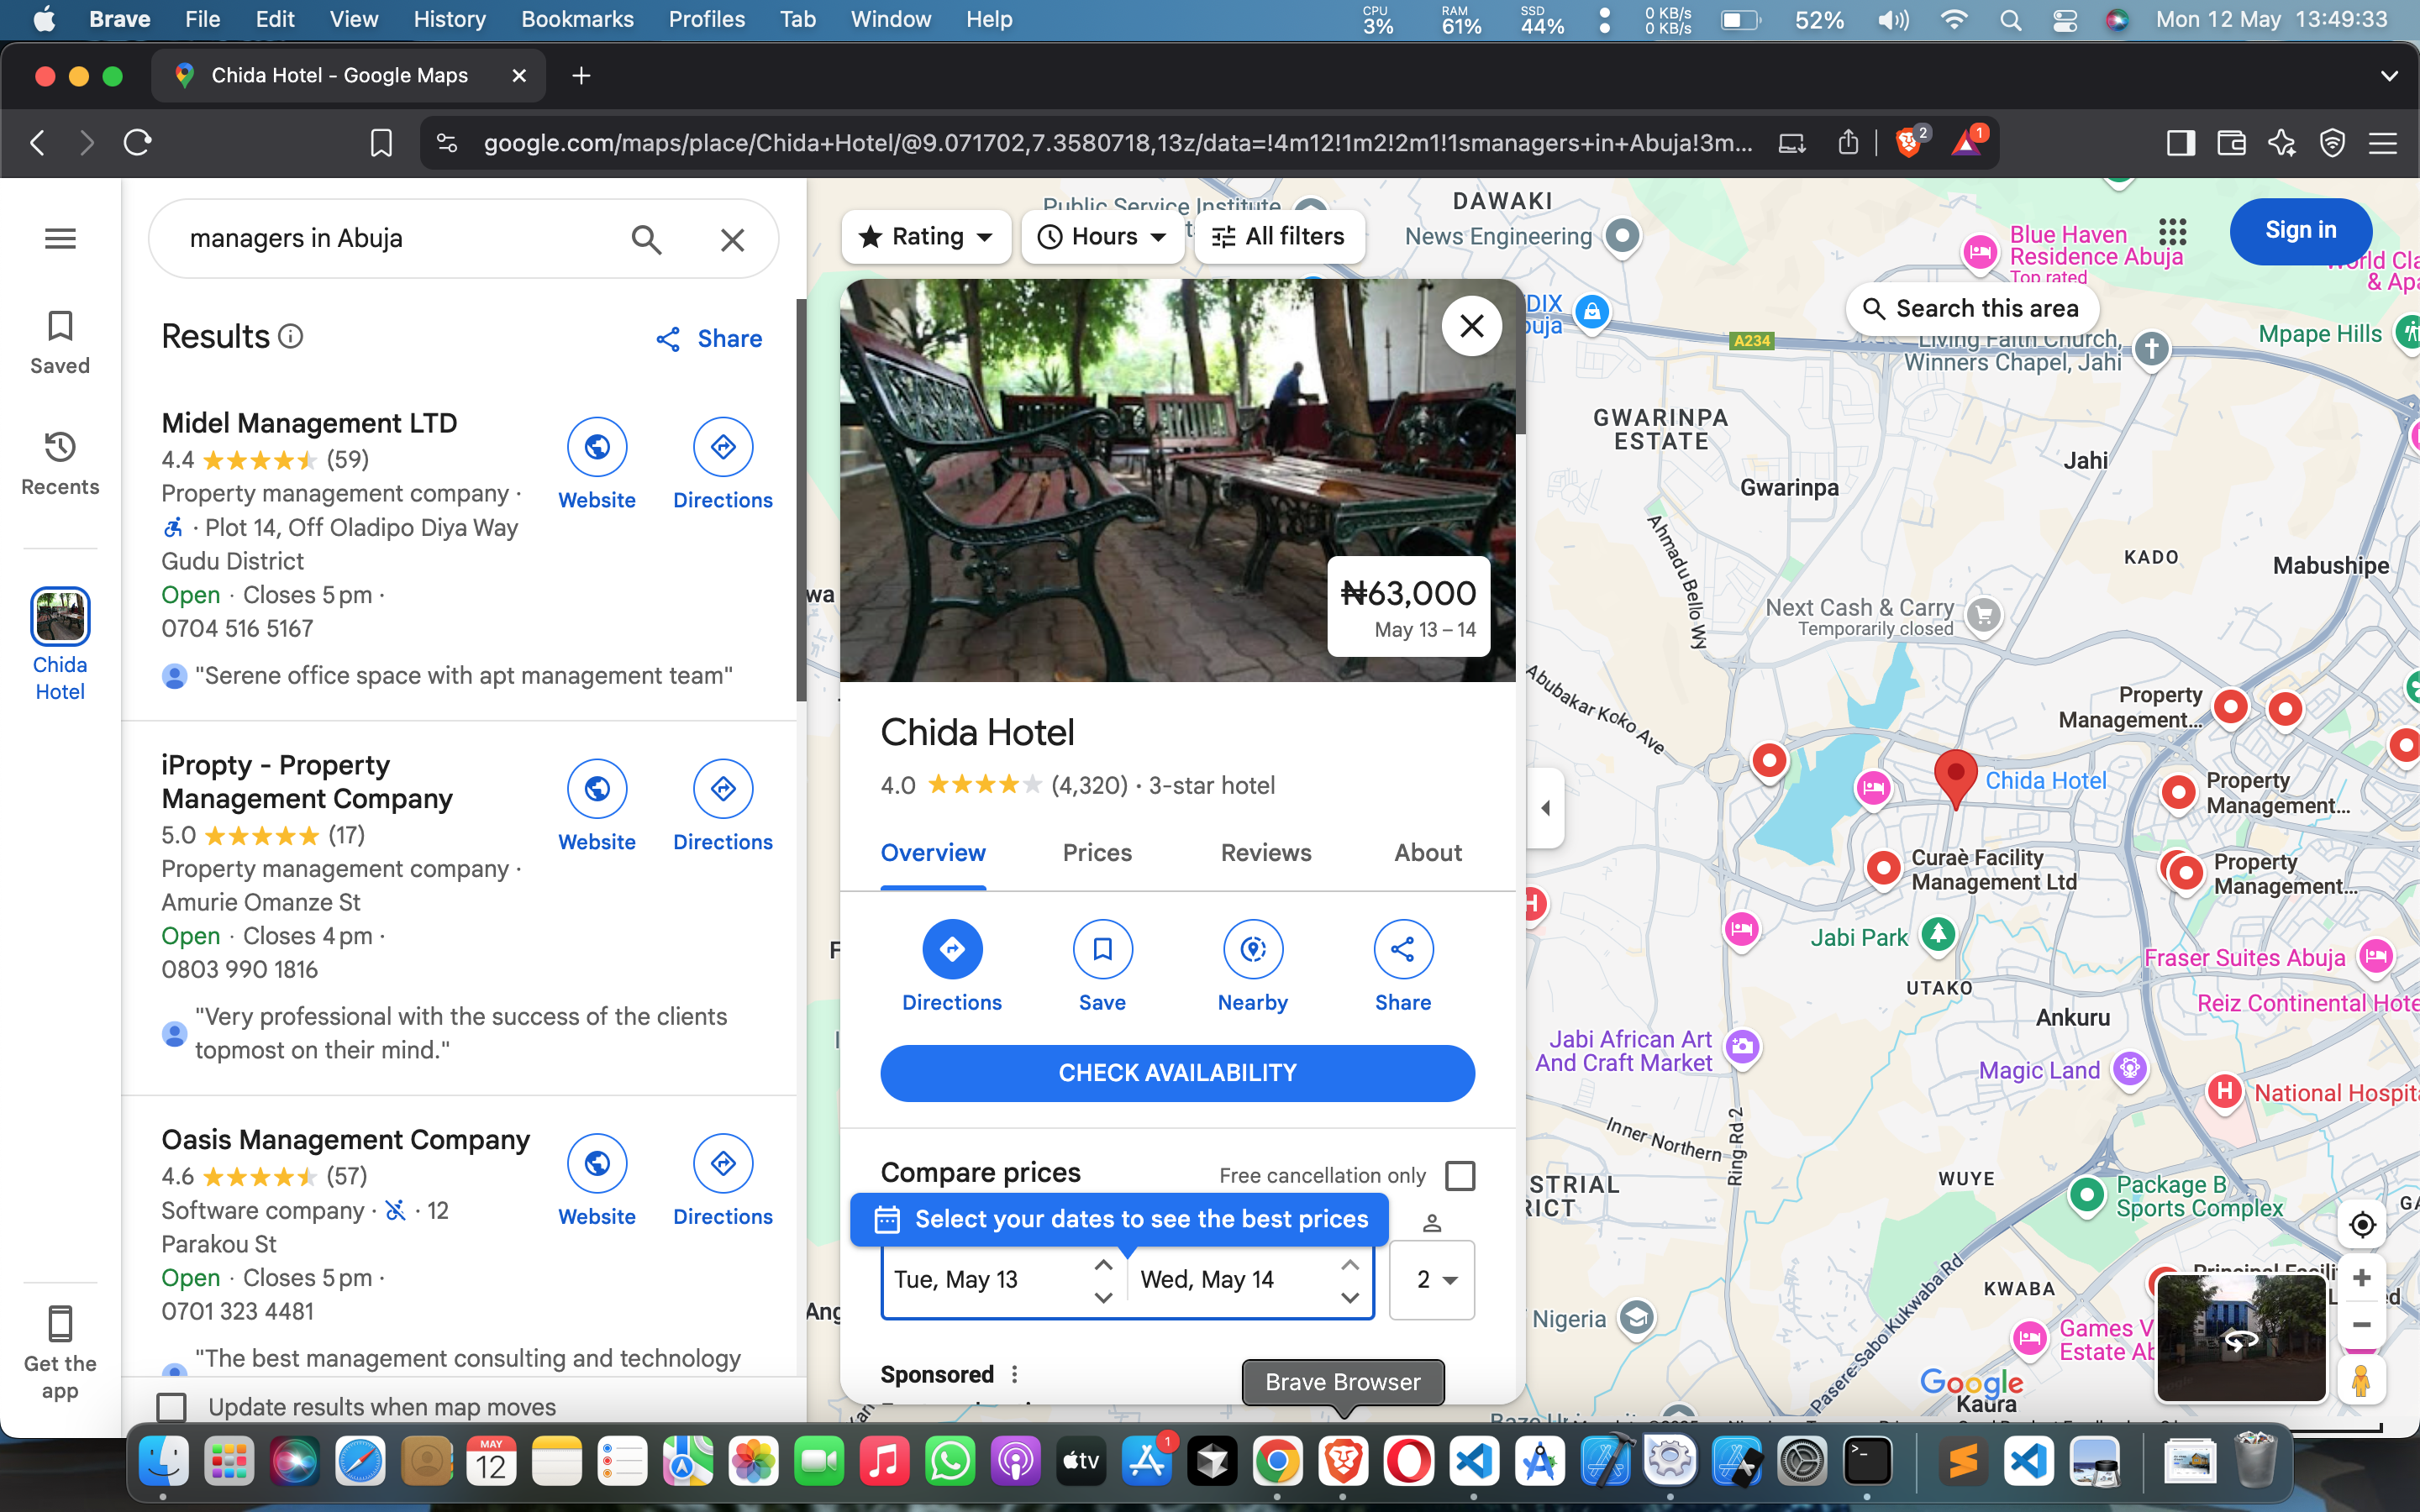 Brave File Edit View History Bookmarks Profiles Tab Window Help
CPU 3% RAM 61% SSD 44% 0 KB/s 0 KB/s 52% Mon 12 May 13:49:33
Chida Hotel - Google Maps
google.com/maps/place/Chida+Hotel/@9.071702,7.3580718,13z/data=!4m12!1m2!2m1!1smanagers+in+Abuja!3m...
2
1
managers in Abuja
Saved
Recents
Chida
Hotel
Get the
app
Results
Share
Midel Management LTD
4.4 (59)
Property management company ·
· Plot 14, Off Oladipo Diya Way
Gudu District
Open · Closes 5 pm ·
0704 516 5167
Website
Directions
"Serene office space with apt management team"
iPropty - Property
Management Company
5.0 (17)
Property management company ·
Amurie Omanze St
Open · Closes 4 pm ·
0803 990 1816
Website
Directions
"Very professional with the success of the clients
topmost on their mind."
Oasis Management Company
4.6 (57)
Software company · · 12
Parakou St
Open · Closes 5 pm ·
0701 323 4481
Website
Directions
"The best management consulting and technology
Update results when map moves
Rating
Hours
All filters
₦63,000
May 13 – 14
Chida Hotel
4.0 (4,320) · 3-star hotel
Overview
Prices
Reviews
About
Directions
Save
Nearby
Share
CHECK AVAILABILITY
Compare prices
Free cancellation only
Select your dates to see the best prices
Tue, May 13
Wed, May 14
2
Sponsored
Brave Browser
Public Service Institute
DAWAKI
News Engineering
Blue Haven
Residence Abuja
Top rated
Sign in
Search this area
A234
Living Faith Church,
Winners Chapel, Jahi
Mpape Hills
GWARINPA
ESTATE
Gwarinpa
Jahi
KADO
Mabushipe
Ahmadu Bello Wy
Next Cash & Carry
Temporarily closed
Abubakar Koko Ave
Property
Management...
Chida Hotel
Property
Management...
Curaè Facility
Management Ltd
Property
Management...
H
Jabi Park
Fraser Suites Abuja
UTAKO
Reiz Continental Hote
Ankuru
Jabi African Art
And Craft Market
Magic Land
H
National Hospit
Inner Northern
Ring Rd 2
WUYE
Package B
Sports Complex
KWABA
Nigeria
Games V
Estate Ab
Pasere-Sabo Kukwaba Rd
Google
Kaura
MAY
12
tv
1